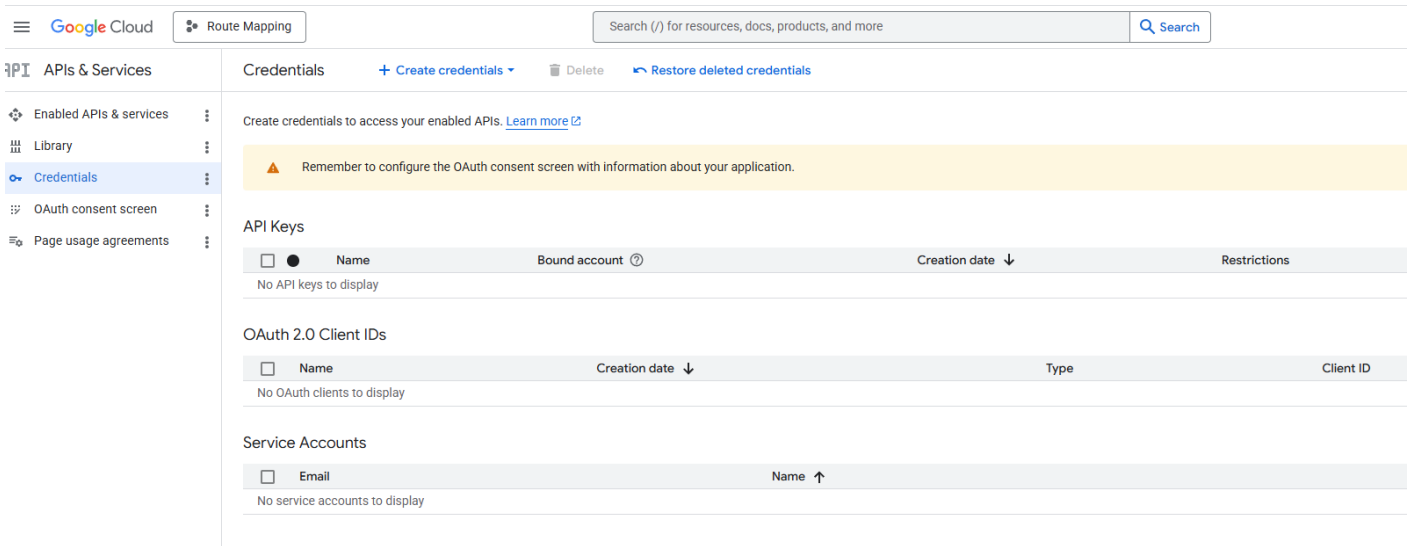 Google Cloud
Route Mapping
Search (/) for resources, docs, products, and more
Search
API APIs & Services
Credentials
+ Create credentials
Delete
Restore deleted credentials
Enabled APIs & services
Library
Credentials
OAuth consent screen
Page usage agreements
Create credentials to access your enabled APIs. Learn more
Remember to configure the OAuth consent screen with information about your application.
API Keys
Name Bound account Creation date Restrictions
No API keys to display
OAuth 2.0 Client IDs
Name Creation date Type Client ID
No OAuth clients to display
Service Accounts
Email Name
No service accounts to display